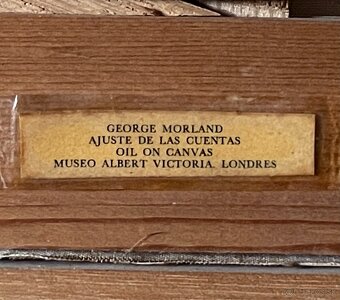 GEORGE MORLAND
AJUSTE DE LAS CUENTAS
OIL ON CANVAS
MUSEO ALBERT VICTORIA. LONDRES